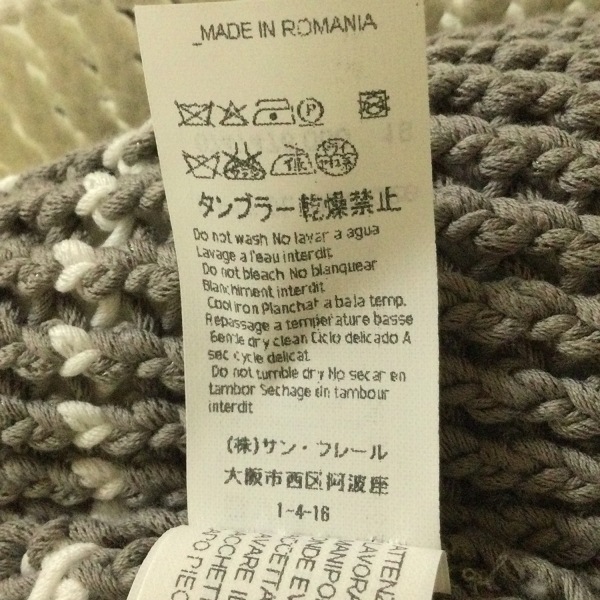 _MADE IN ROMANIA
P
タンブラー乾燥禁止
Do not wash No lavar a agua
Lavage a l'eau interdit
Do not bleach No blanquear
Blanchiment interdit
Cool iron Planchar a baja temp.
Repassage a temperature basse
Gentle dry clean Ciclo delicado A
sec cycle delicat
Do not tumble dry No secar en
tambor Sechage en tambour
interdit
(株)サン・フレール
大阪市西区阿波座
1-4-16